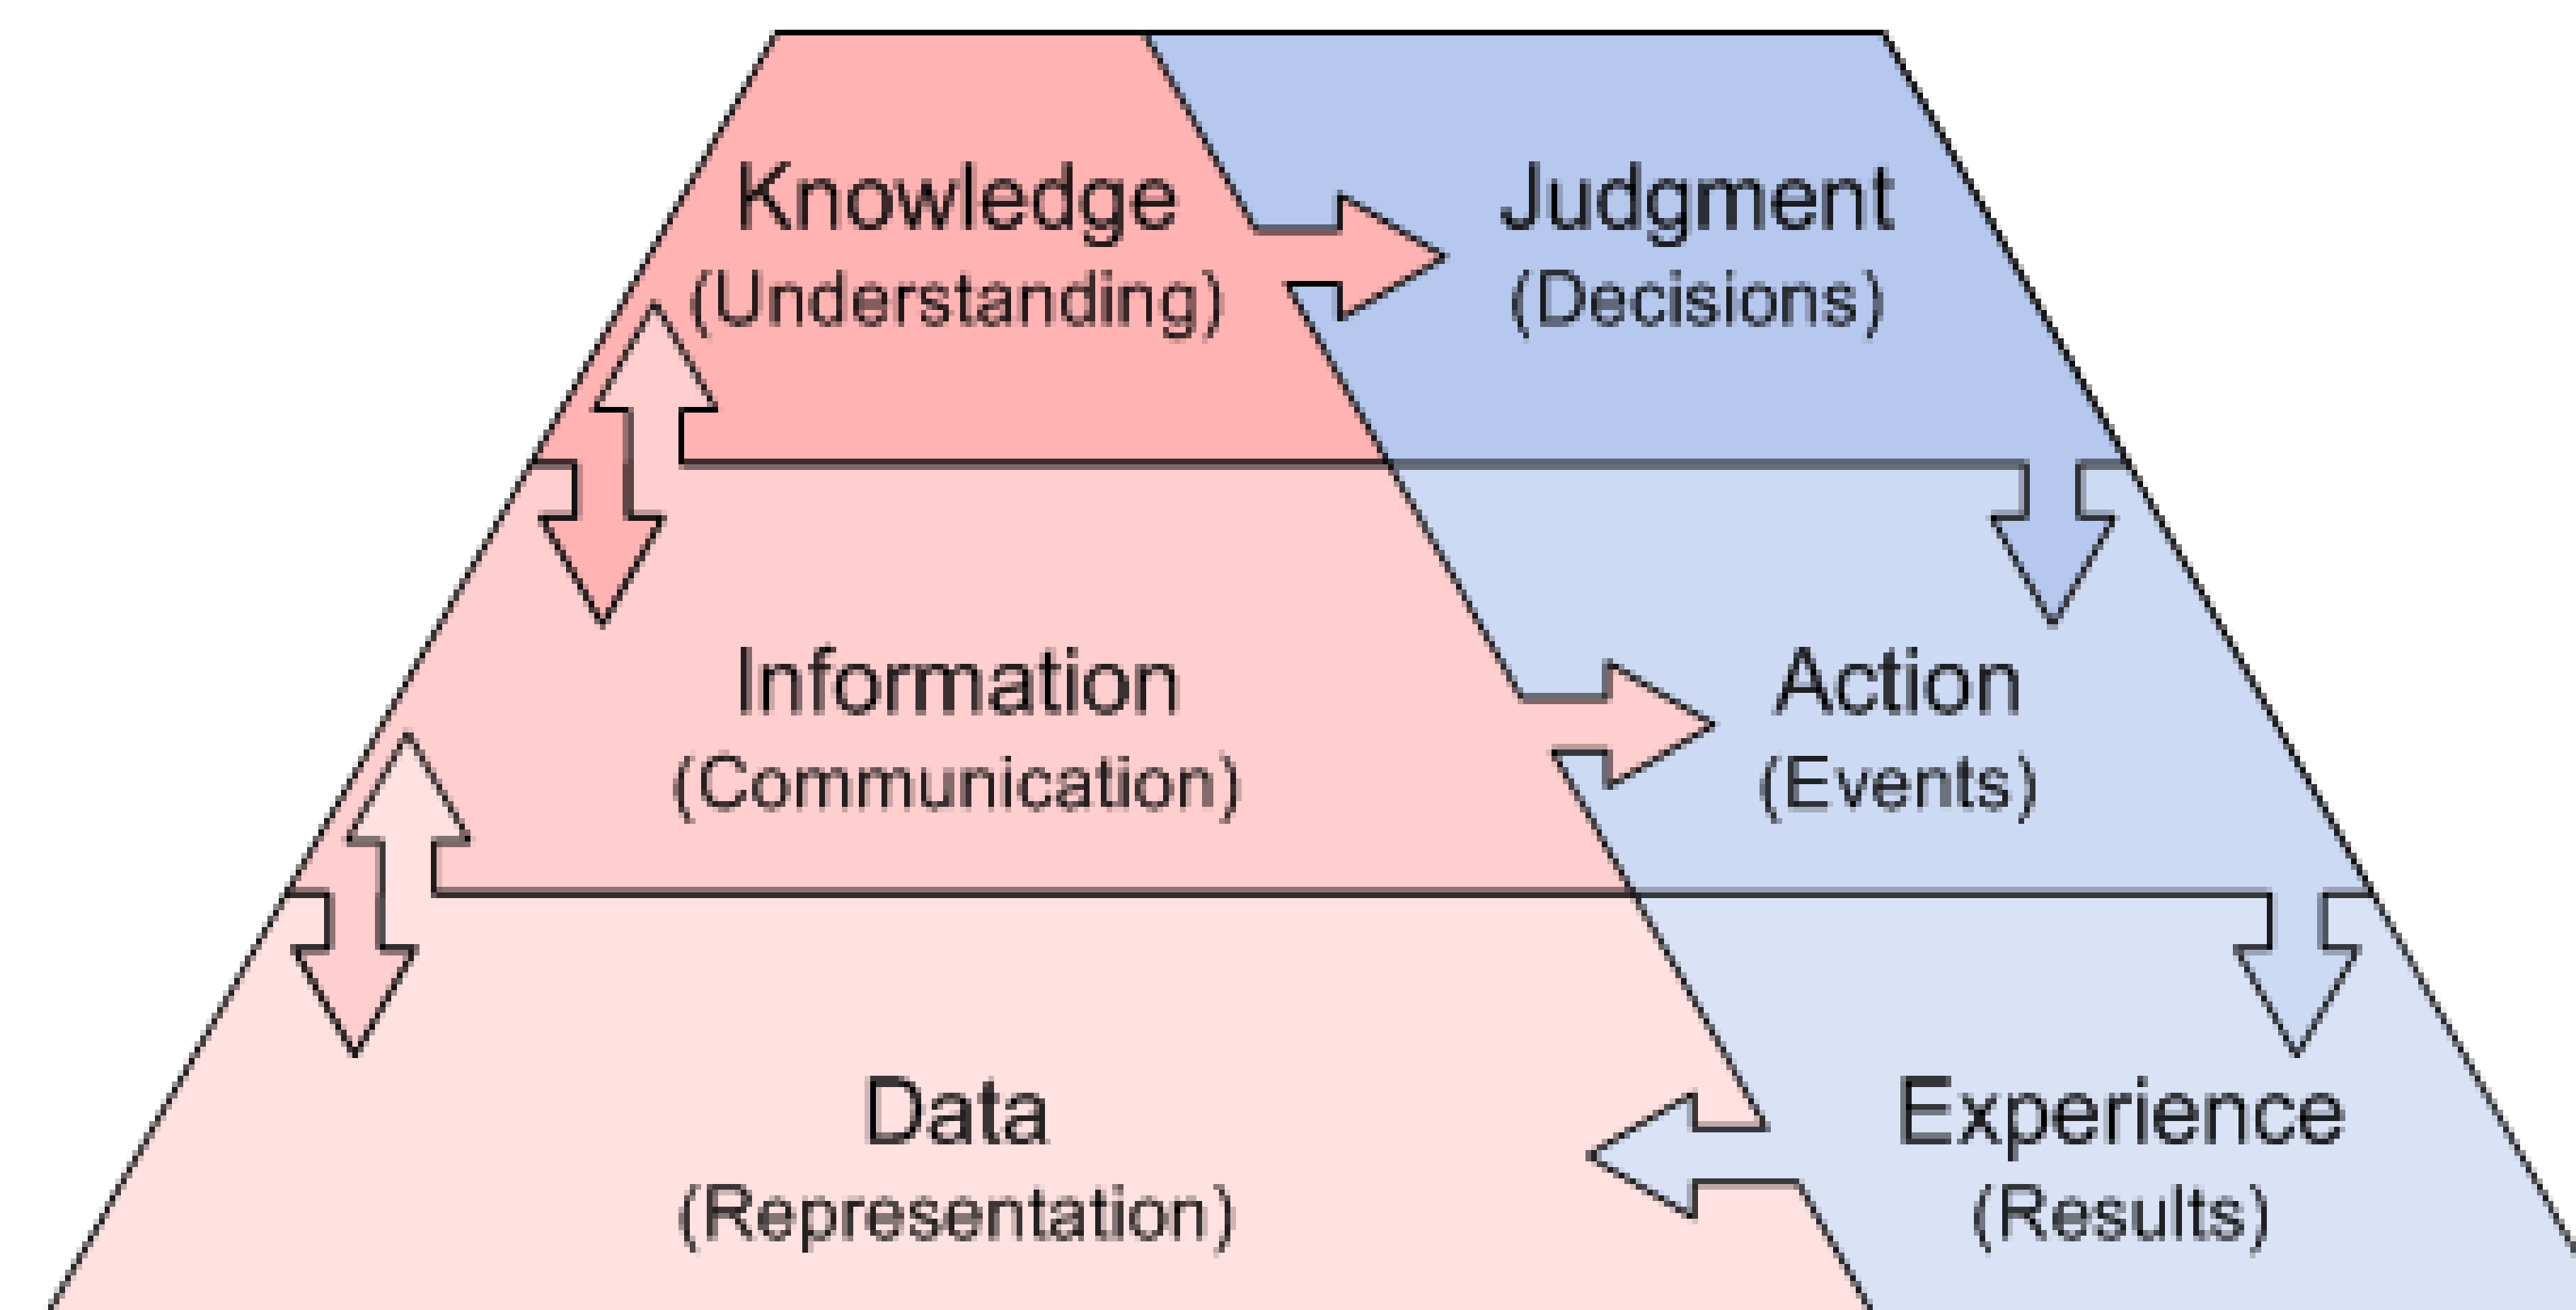 Knowledge
(Understanding)
Judgment
(Decisions)
Information
(Communication)
Action
(Events)
Data
(Representation)
Experience
(Results)